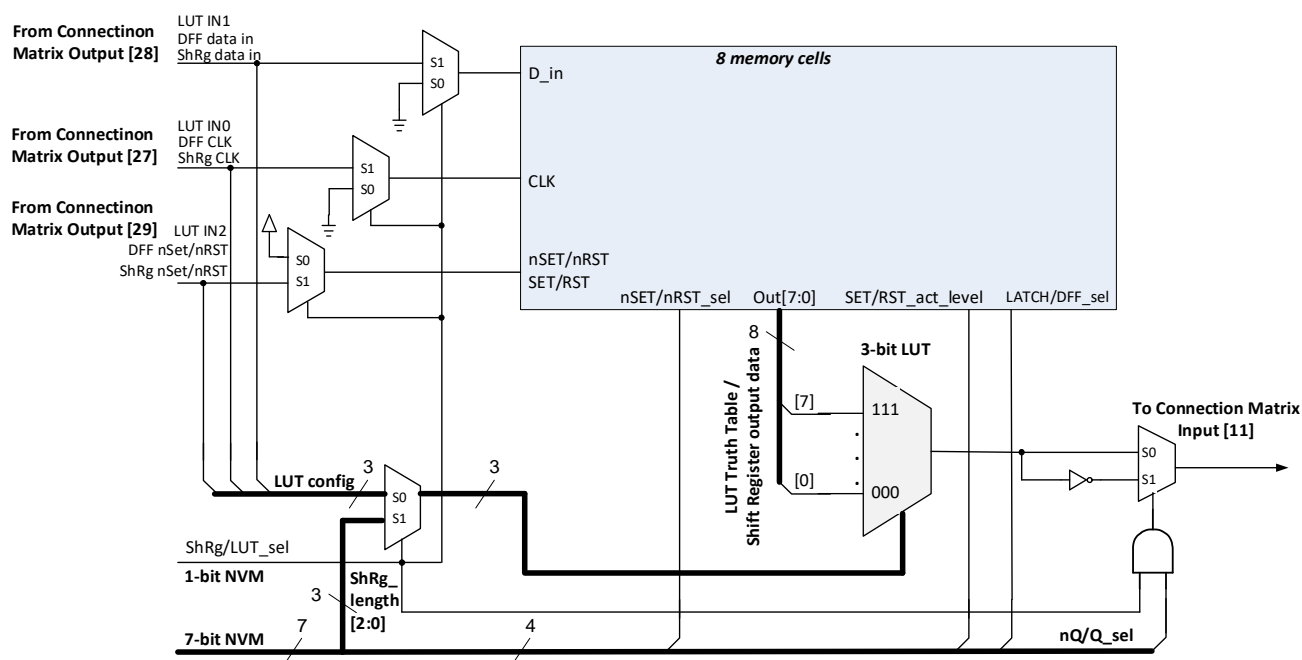 From Connectinon
Matrix Output [28]
LUT IN1
DFF data in
ShRg data in
S1
S0
8 memory cells
D_in
From Connectinon
Matrix Output [27]
LUT IN0
DFF CLK
ShRg CLK
S1
S0
CLK
From Connectinon
Matrix Output [29]
LUT IN2
DFF nSet/nRST
ShRg nSet/nRST
S0
S1
nSET/nRST
SET/RST
nSET/nRST_sel
Out[7:0]
SET/RST_act_level
LATCH/DFF_sel
8
LUT Truth Table /
Shift Register output data
3-bit LUT
[7]
111
[0]
000
To Connection Matrix
Input [11]
S0
S1
LUT config
3
3
S0
S1
ShRg/LUT_sel
1-bit NVM
ShRg_
length
[2:0]
3
7-bit NVM
7
4
nQ/Q_sel